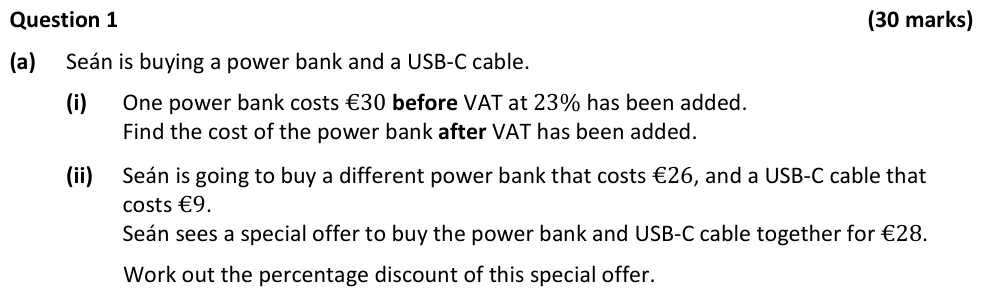 Question 1 (30 marks)
(a) Seán is buying a power bank and a USB-C cable.
(i) One power bank costs €30 before VAT at 23% has been added.
Find the cost of the power bank after VAT has been added.
(ii) Seán is going to buy a different power bank that costs €26, and a USB-C cable that
costs €9.
Seán sees a special offer to buy the power bank and USB-C cable together for €28.
Work out the percentage discount of this special offer.